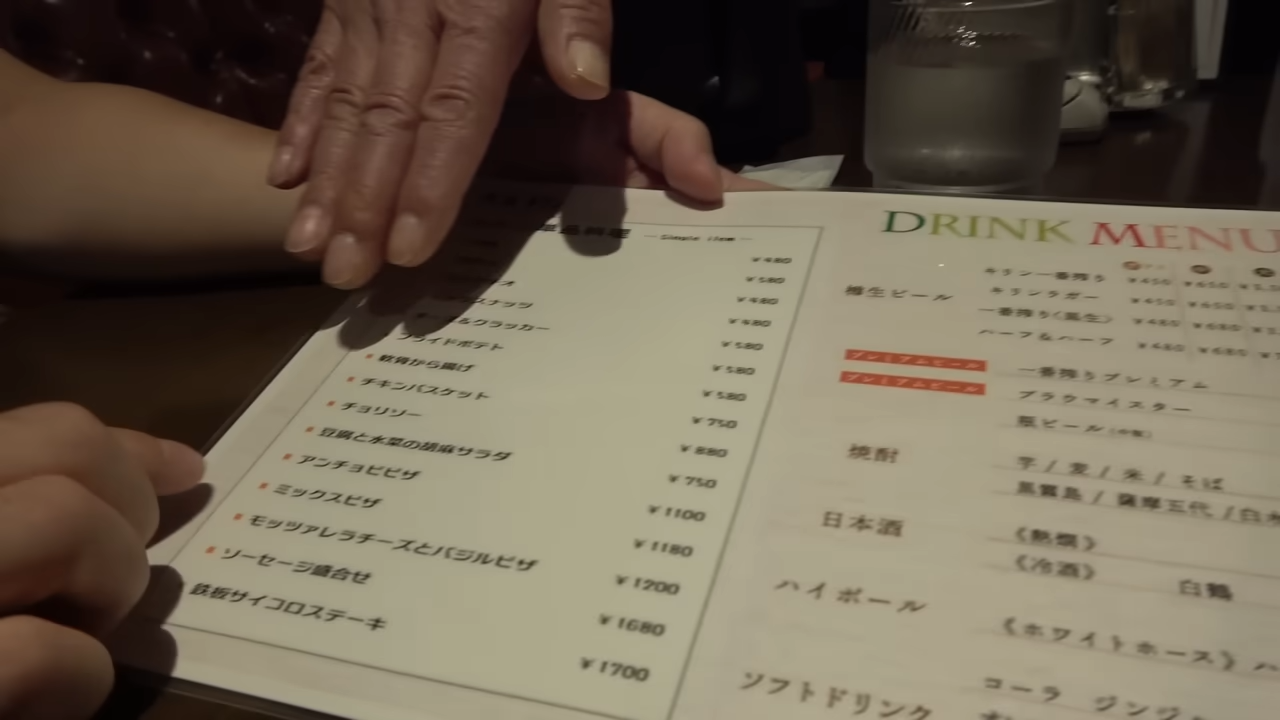 Simple item
¥480
¥580
ナッツ ¥480
クラッカー ¥480
フライドポテト ¥580
軟骨から揚げ ¥580
チキンバスケット ¥580
チョリソー ¥750
豆腐と水菜の胡麻サラダ ¥880
アンチョビピザ ¥750
ミックスピザ ¥1100
モッツァレラチーズとバジルピザ ¥1180
ソーセージ盛合せ ¥1200
鉄板サイコロステーキ ¥1680
¥1700
DRINK MENU
樽生ビール キリン一番搾り ¥450 ¥650
キリンラガー ¥450 ¥650
一番搾り〈黒生〉 ¥480 ¥680
ハーフ&ハーフ ¥480 ¥680
プレミアムビール 一番搾りプレミアム
プレミアムビール ブラウマイスター
瓶ビール
焼酎 芋 / 麦 / 米 / そば
黒霧島 / 薩摩五代 / 白水
日本酒 《熱燗》
《冷酒》 白鶴
ハイボール 《ホワイトホース》
ソフトドリンク コーラ ジンジ